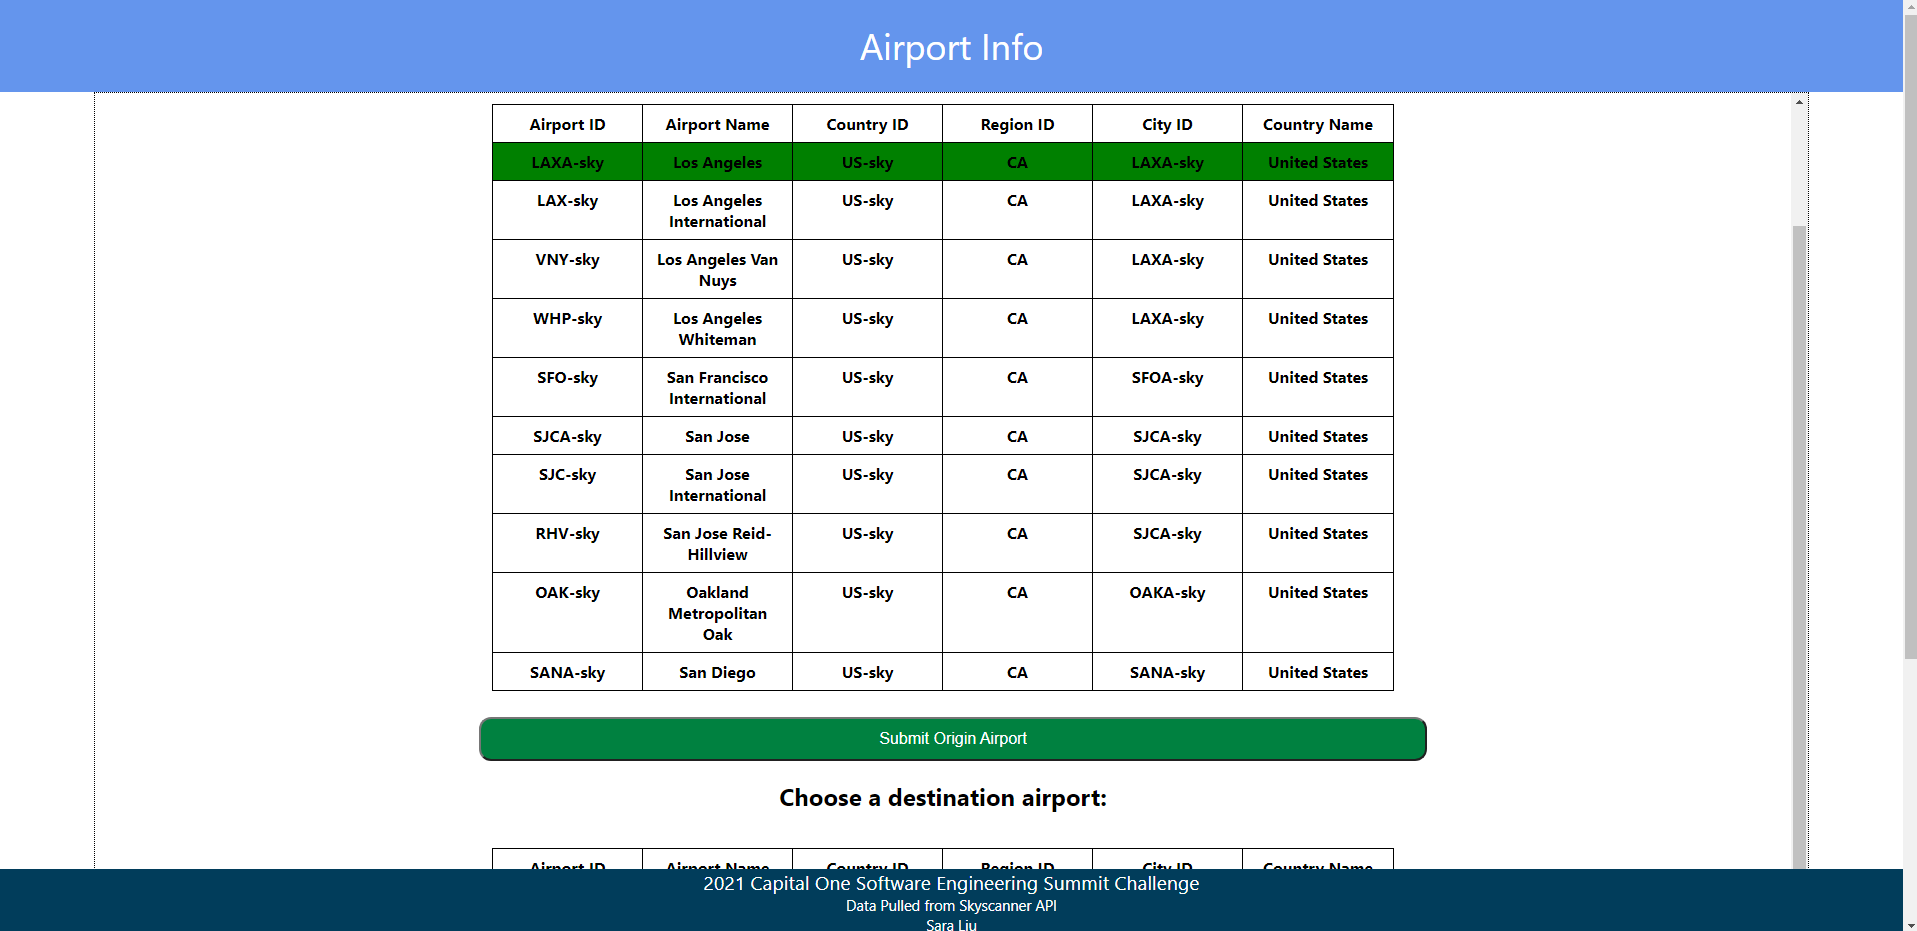 Airport Info
Airport ID Airport Name Country ID Region ID City ID Country Name
LAXA-sky Los Angeles US-sky CA LAXA-sky United States
LAX-sky Los Angeles US-sky CA LAXA-sky United States
International
VNY-sky Los Angeles Van US-sky CA LAXA-sky United States
Nuys
WHP-sky Los Angeles US-sky CA LAXA-sky United States
Whiteman
SFO-sky San Francisco US-sky CA SFOA-sky United States
International
SJCA-sky San Jose US-sky CA SJCA-sky United States
SJC-sky San Jose US-sky CA SJCA-sky United States
International
RHV-sky San Jose Reid- US-sky CA SJCA-sky United States
Hillview
OAK-sky Oakland US-sky CA OAKA-sky United States
Metropolitan
Oak
SANA-sky San Diego US-sky CA SANA-sky United States
Submit Origin Airport
Choose a destination airport:
Airport ID Airport Name Country ID Region ID City ID Country Name
2021 Capital One Software Engineering Summit Challenge
Data Pulled from Skyscanner API
Sara Liu